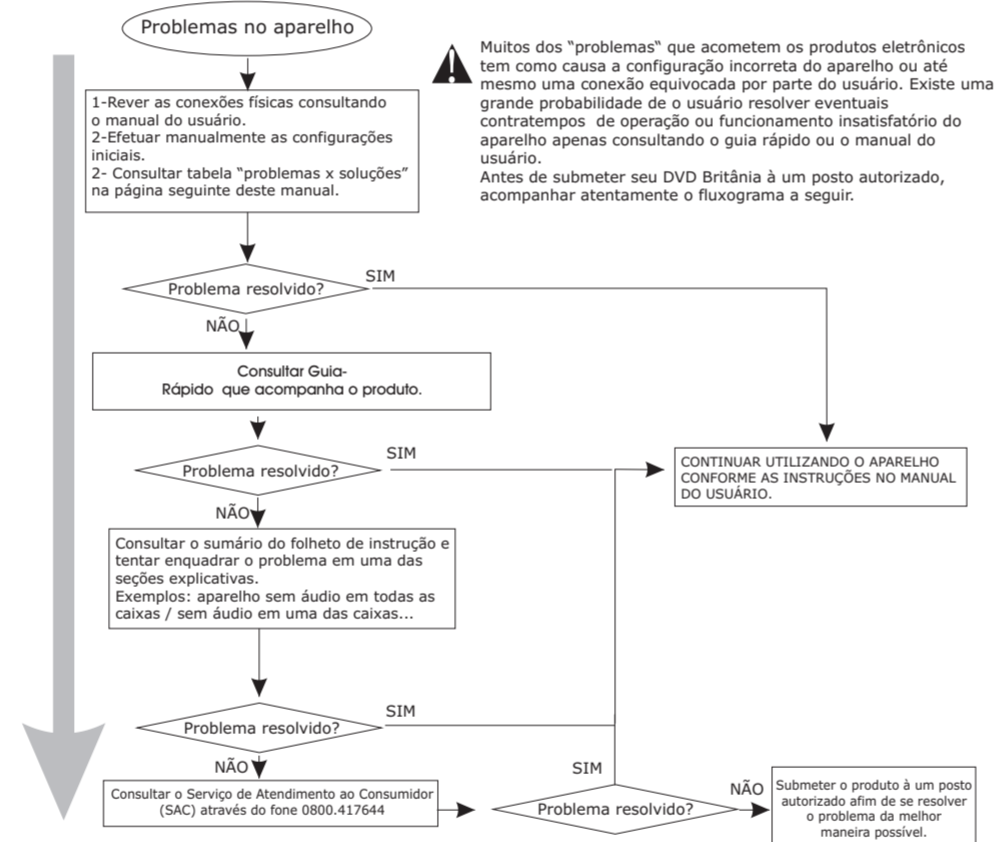 Problemas no aparelho
Muitos dos “problemas“ que acometem os produtos eletrônicos
tem como causa a configuração incorreta do aparelho ou até
mesmo uma conexão equivocada por parte do usuário. Existe uma
grande probabilidade de o usuário resolver eventuais
contratempos de operação ou funcionamento insatisfatório do
aparelho apenas consultando o guia rápido ou o manual do
usuário.
Antes de submeter seu DVD Britânia à um posto autorizado,
acompanhar atentamente o fluxograma a seguir.
1-Rever as conexões físicas consultando
o manual do usuário.
2-Efetuar manualmente as configurações
iniciais.
2- Consultar tabela “problemas x soluções”
na página seguinte deste manual.
Problema resolvido?
SIM
NÃO
Consultar Guia-
Rápido que acompanha o produto.
Problema resolvido?
SIM
CONTINUAR UTILIZANDO O APARELHO
CONFORME AS INSTRUÇÕES NO MANUAL
DO USUÁRIO.
NÃO
Consultar o sumário do folheto de instrução e
tentar enquadrar o problema em uma das
seções explicativas.
Exemplos: aparelho sem áudio em todas as
caixas / sem áudio em uma das caixas...
Problema resolvido?
SIM
NÃO
Consultar o Serviço de Atendimento ao Consumidor
(SAC) através do fone 0800.417644
SIM
Problema resolvido?
NÃO
Submeter o produto à um posto
autorizado afim de se resolver
o problema da melhor
maneira possível.